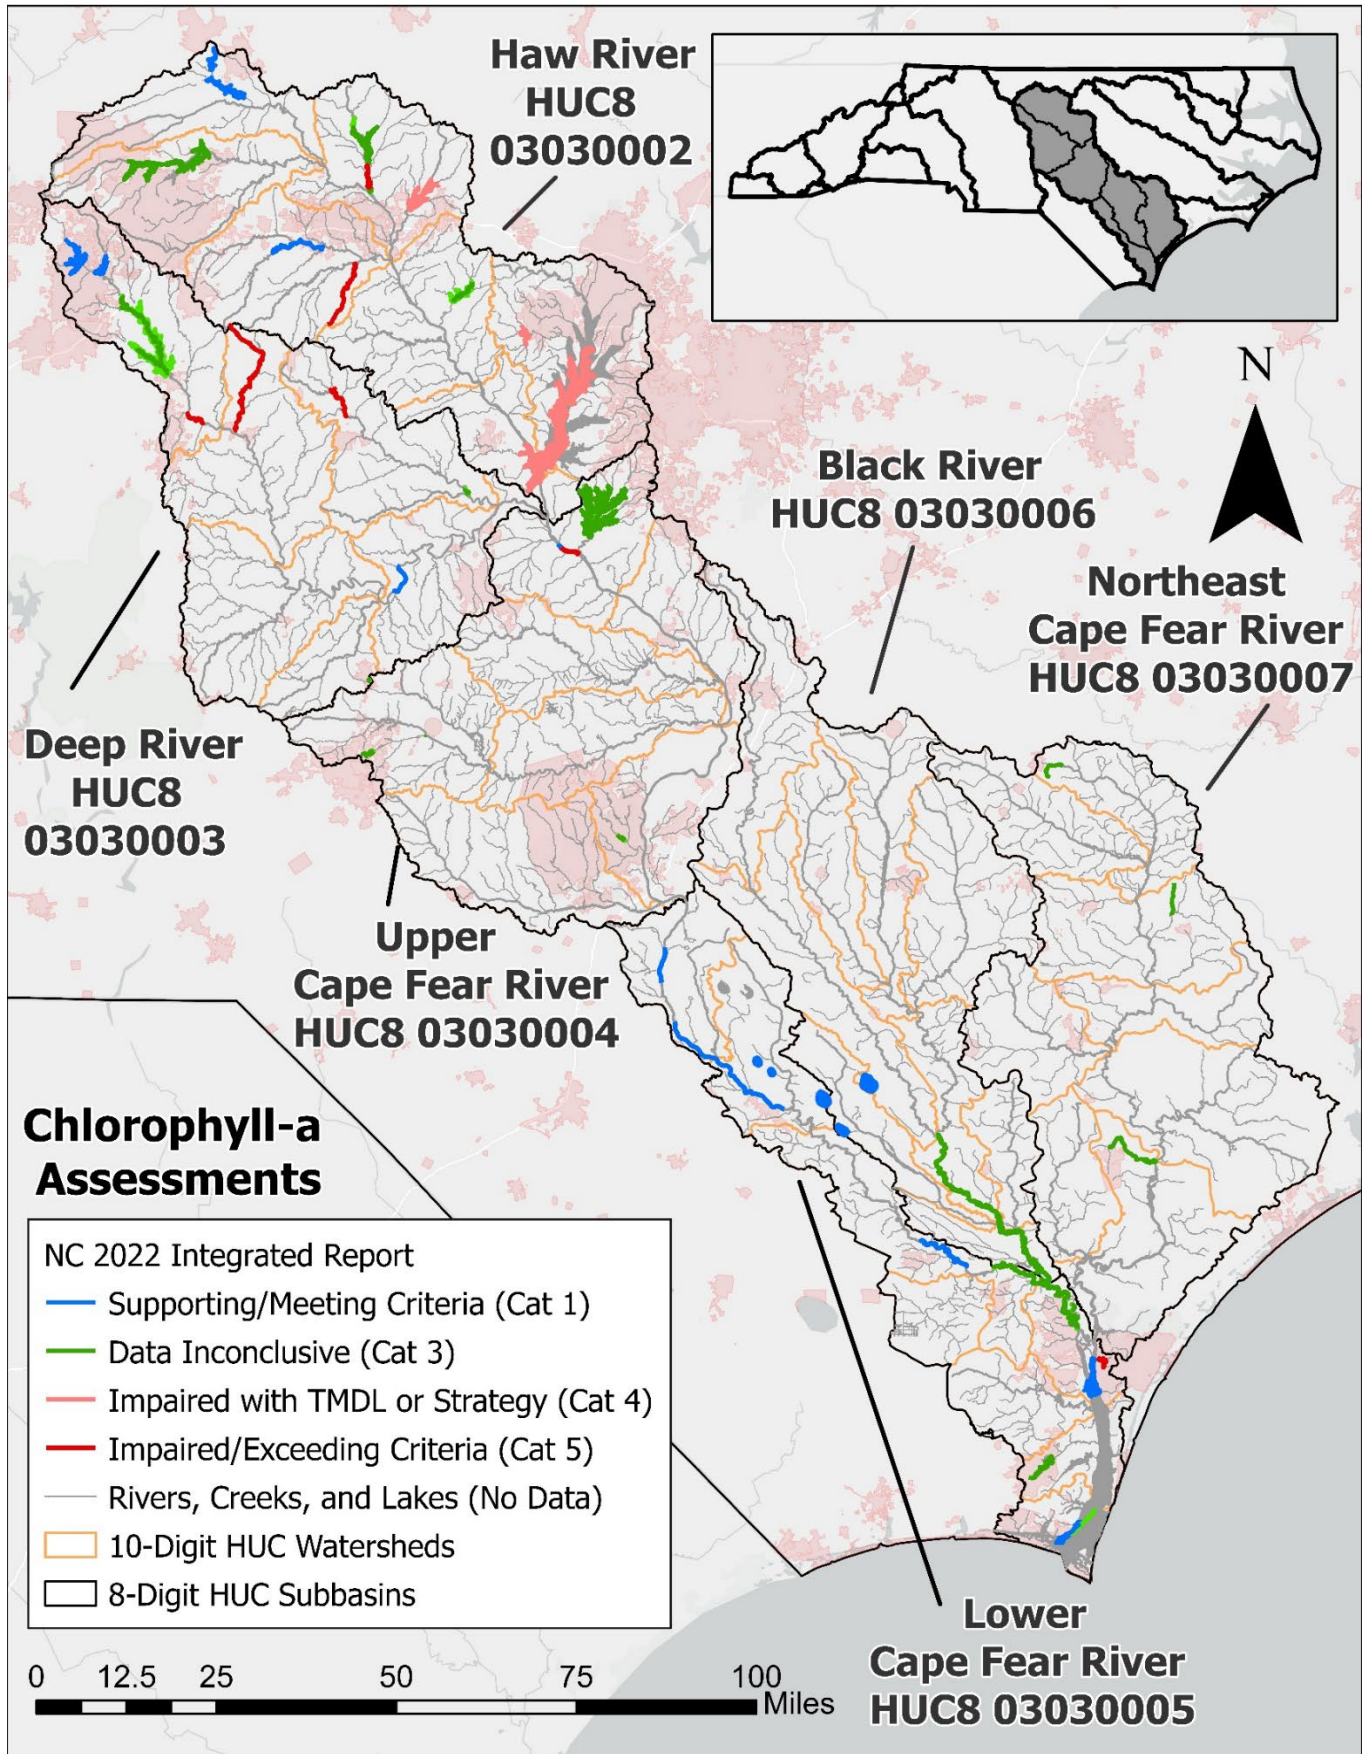 Haw River
HUC8
03030002
N
Black River
HUC8 03030006
Northeast
Cape Fear River
HUC8 03030007
Deep River
HUC8
03030003
Upper
Cape Fear River
HUC8 03030004
Chlorophyll-a
Assessments
NC 2022 Integrated Report
Supporting/Meeting Criteria (Cat 1)
Data Inconclusive (Cat 3)
Impaired with TMDL or Strategy (Cat 4)
Impaired/Exceeding Criteria (Cat 5)
Rivers, Creeks, and Lakes (No Data)
10-Digit HUC Watersheds
8-Digit HUC Subbasins
Lower
Cape Fear River
HUC8 03030005
0 12.5 25 50 75 100
Miles